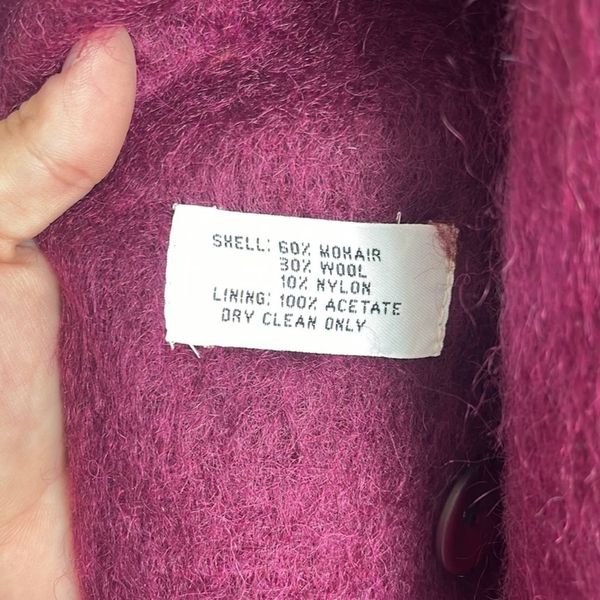 SHELL: 60% MOHAIR
30% WOOL
10% NYLON
LINING: 100% ACETATE
DRY CLEAN ONLY